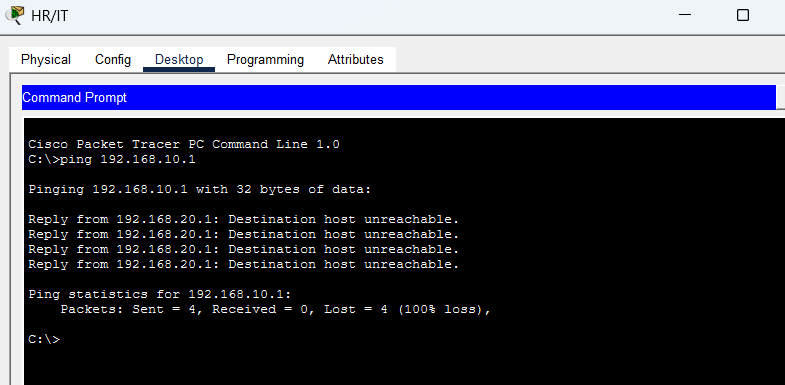 HR/IT
Physical Config Desktop Programming Attributes
Command Prompt
Cisco Packet Tracer PC Command Line 1.0
C:\>ping 192.168.10.1
Pinging 192.168.10.1 with 32 bytes of data:
Reply from 192.168.20.1: Destination host unreachable.
Reply from 192.168.20.1: Destination host unreachable.
Reply from 192.168.20.1: Destination host unreachable.
Reply from 192.168.20.1: Destination host unreachable.
Ping statistics for 192.168.10.1:
    Packets: Sent = 4, Received = 0, Lost = 4 (100% loss),
C:\>